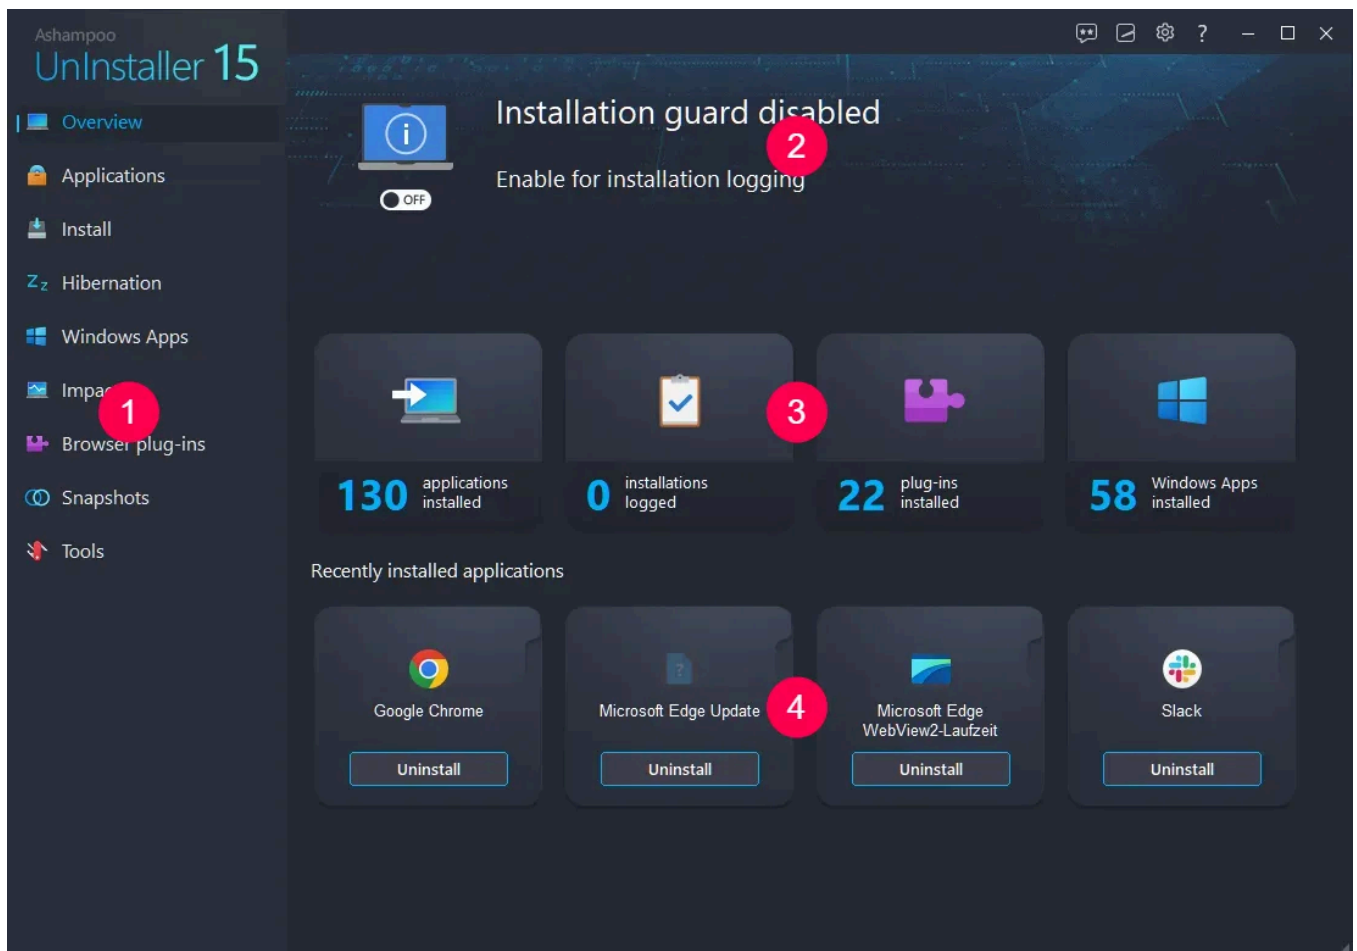 Ashampoo
UnInstaller 15
Overview
Applications
Install
Hibernation
Windows Apps
Browser plug-ins
Snapshots
Tools
1
?
i
OFF
Installation guard disabled
2
Enable for installation logging
130 applications
installed
0 installations
logged
3
22 plug-ins
installed
58 Windows Apps
installed
Recently installed applications
Google Chrome
Uninstall
?
Microsoft Edge Update
Uninstall
4
Microsoft Edge
WebView2-Laufzeit
Uninstall
Slack
Uninstall